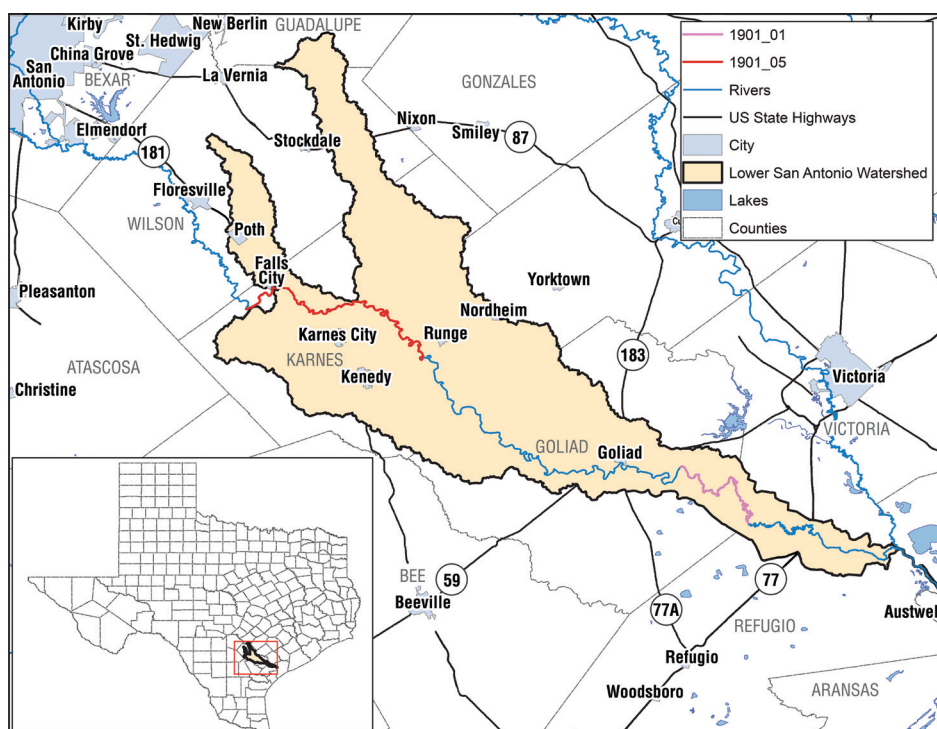 Kirby
New Berlin
GUADALUPE
China Grove
St. Hedwig
San
Antonio
BEXAR
La Vernia
GONZALES
Elmendorf
Stockdale
Nixon
Smiley
87
181
Floresville
WILSON
Poth
Falls
City
Pleasanton
Yorktown
Nordheim
Karnes City
Runge
KARNES
ATASCOSA
Kenedy
183
Christine
Victoria
VICTORIA
GOLIAD
Goliad
BEE
59
Beeville
77
77A
Austwel
REFUGIO
Refugio
Woodsboro
ARANSAS
1901_01
1901_05
Rivers
US State Highways
City
Lower San Antonio Watershed
Lakes
Counties